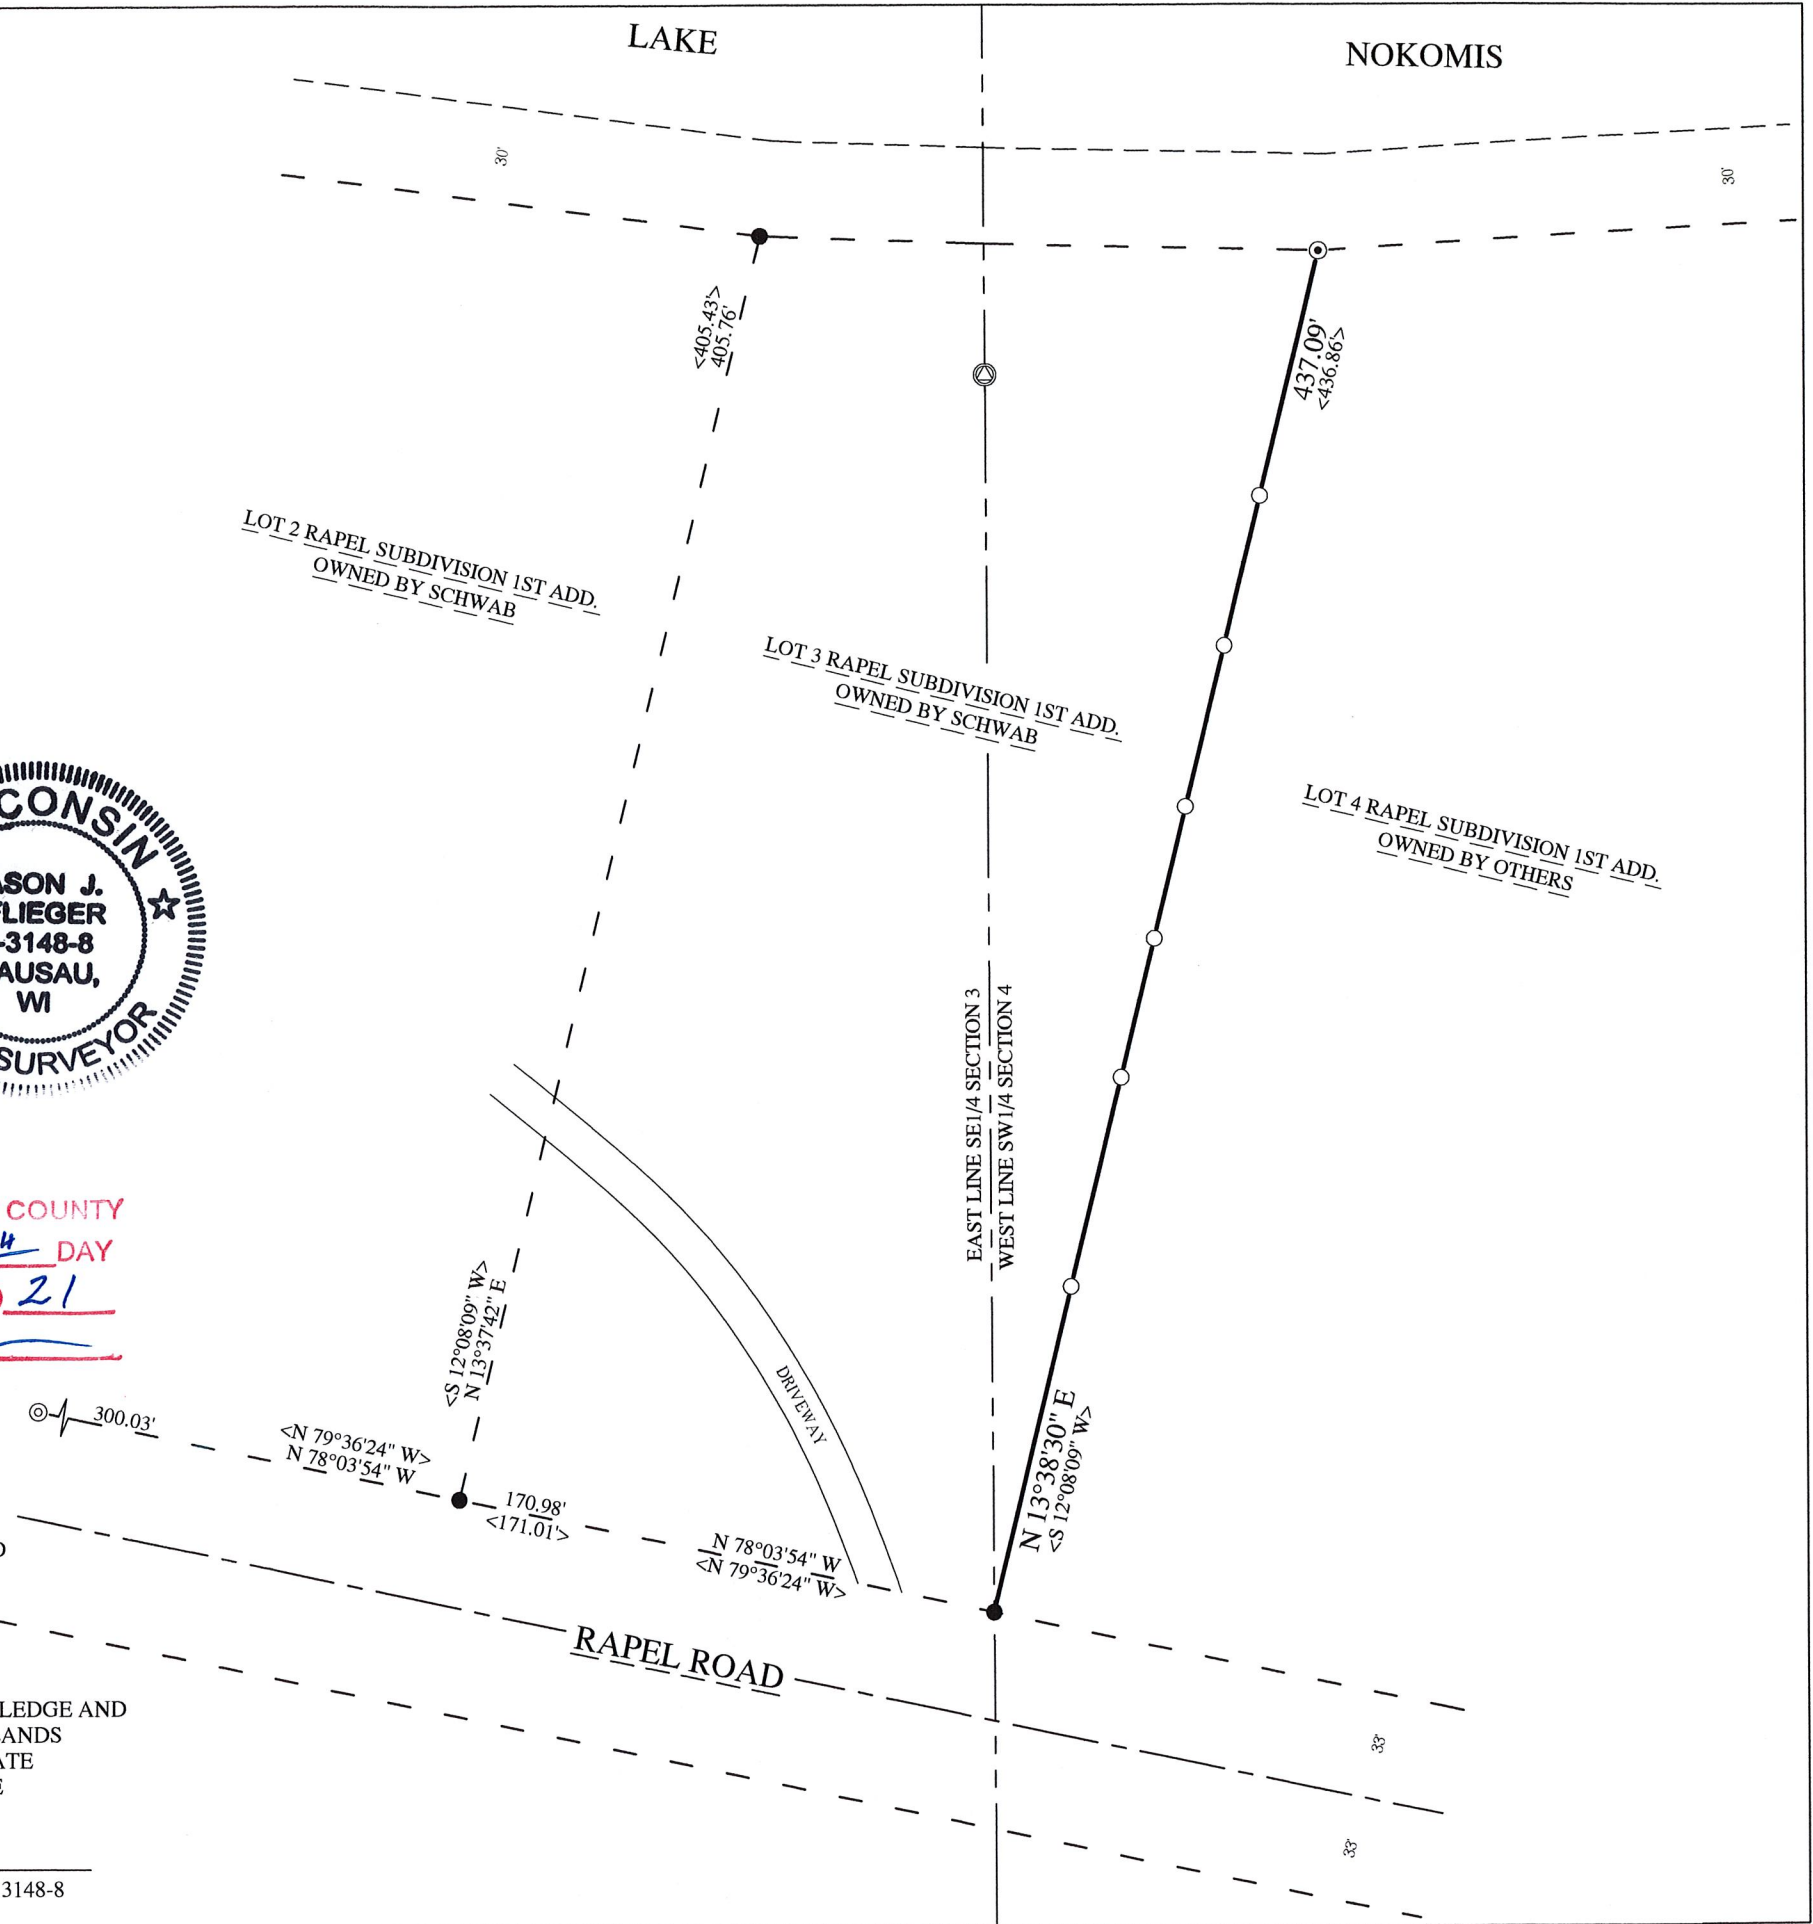 LAKE
NOKOMIS
30'
30'
<405.43'>
405.76'
437.09'
<436.86'>
LOT 2 RAPEL SUBDIVISION 1ST ADD.
OWNED BY SCHWAB
LOT 3 RAPEL SUBDIVISION 1ST ADD.
OWNED BY SCHWAB
LOT 4 RAPEL SUBDIVISION 1ST ADD.
OWNED BY OTHERS
CONSIN
ASON J.
FLIEGER
-3148-8
AUSAU,
WI
SURVEYOR
EAST LINE SE1/4 SECTION 3
WEST LINE SW1/4 SECTION 4
COUNTY
DAY
21
<S 12°08'09" W>
N 13°37'42" E
DRIVEWAY
N 13°38'30" E
<S 12°08'09" W>
300.03'
<N 79°36'24" W>
N 78°03'54" W
170.98'
<171.01'>
N 78°03'54" W
<N 79°36'24" W>
RAPEL ROAD
LEDGE AND
ANDS
ATE
E
33'
33'
3148-8